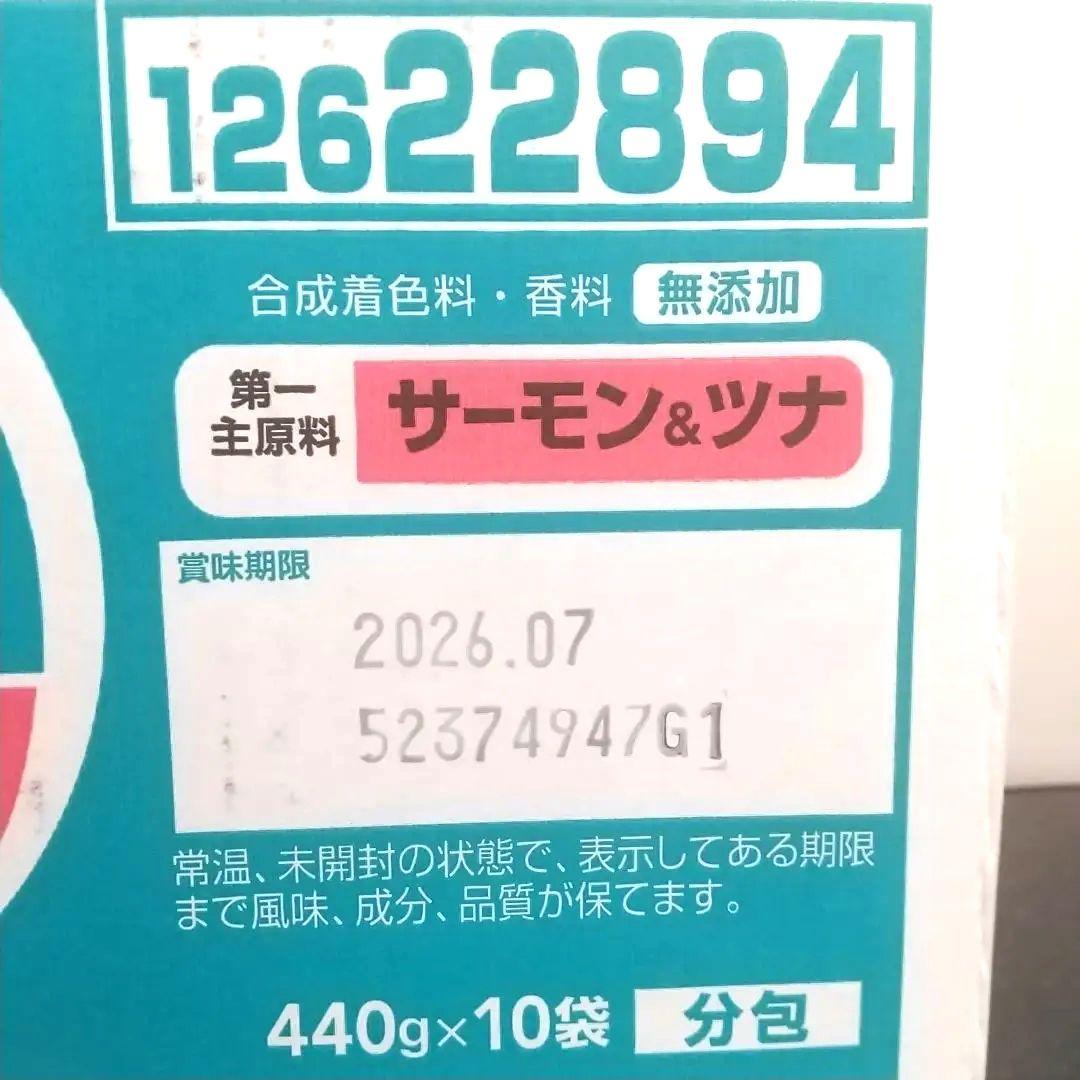 12622894
合成着色料・香料 無添加
第一
主原料
サーモン&ツナ
賞味期限
2026.07
52374947G1
常温、未開封の状態で、表示してある期限
まで風味、成分、品質が保てます。
440g×10袋 分包